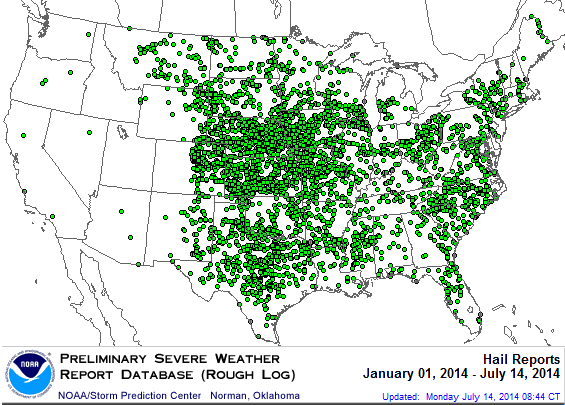 NOAA
PRELIMINARY SEVERE WEATHER
REPORT DATABASE (ROUGH LOG)
NOAA/Storm Prediction Center Norman, Oklahoma
Hail Reports
January 01, 2014 - July 14, 2014
Updated: Monday July 14, 2014 08:44 CT